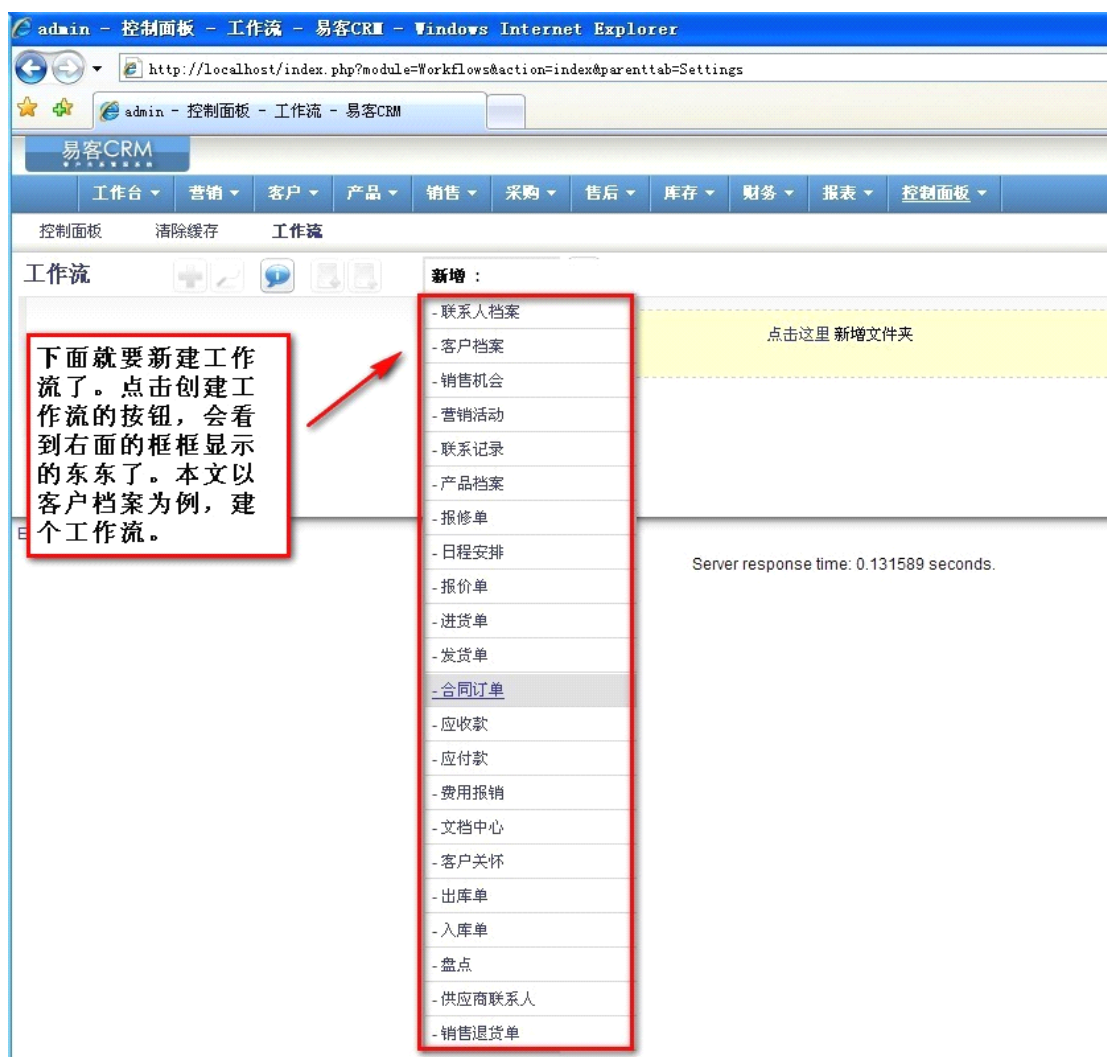 admin - 控制面板 - 工作流 - 易客CRM - Windows Internet Explorer
http://localhost/index.php?module=Workflows&action=index&parenttab=Settings
admin - 控制面板 - 工作流 - 易客CRM
易客CRM
工作台 营销 客户 产品 销售 采购 售后 库存 财务 报表 控制面板
控制面板 清除缓存 工作流
工作流
新增：
点击这里 新增文件夹
下面就要新建工作
流了。点击创建工
作流的按钮，会看
到右面的框框显示
的东东了。本文以
客户档案为例，建
个工作流。
- 联系人档案
- 客户档案
- 销售机会
- 营销活动
- 联系记录
- 产品档案
- 报修单
- 日程安排
- 报价单
- 进货单
- 发货单
- 合同订单
- 应收款
- 应付款
- 费用报销
- 文档中心
- 客户关怀
- 出库单
- 入库单
- 盘点
- 供应商联系人
- 销售退货单
Server response time: 0.131589 seconds.